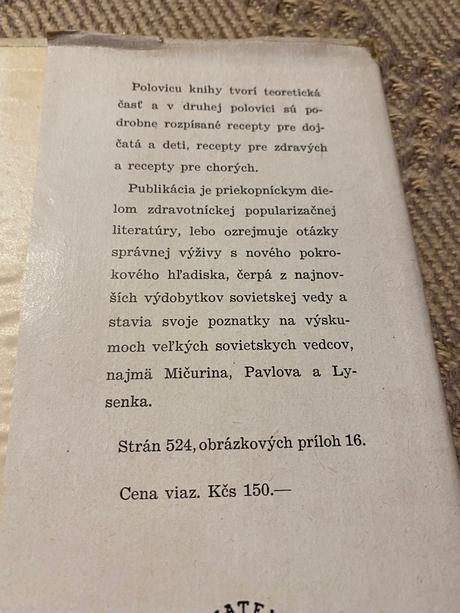 Polovicu knihy tvorí teoretická
časť a v druhej polovici sú po-
drobne rozpísané recepty pre doj-
čatá a deti, recepty pre zdravých
a recepty pre chorých.
Publikácia je priekopníckym die-
lom zdravotníckej popularizačnej
literatúry, lebo ozrejmuje otázky
správnej výživy s nového pokro-
kového hľadiska, čerpá z najnov-
ších výdobytkov sovietskej vedy a
stavia svoje poznatky na výsku-
moch veľkých sovietskych vedcov,
najmä Mičurina, Pavlova a Ly-
senka.
Strán 524, obrázkových príloh 16.
Cena viaz. Kčs 150.—